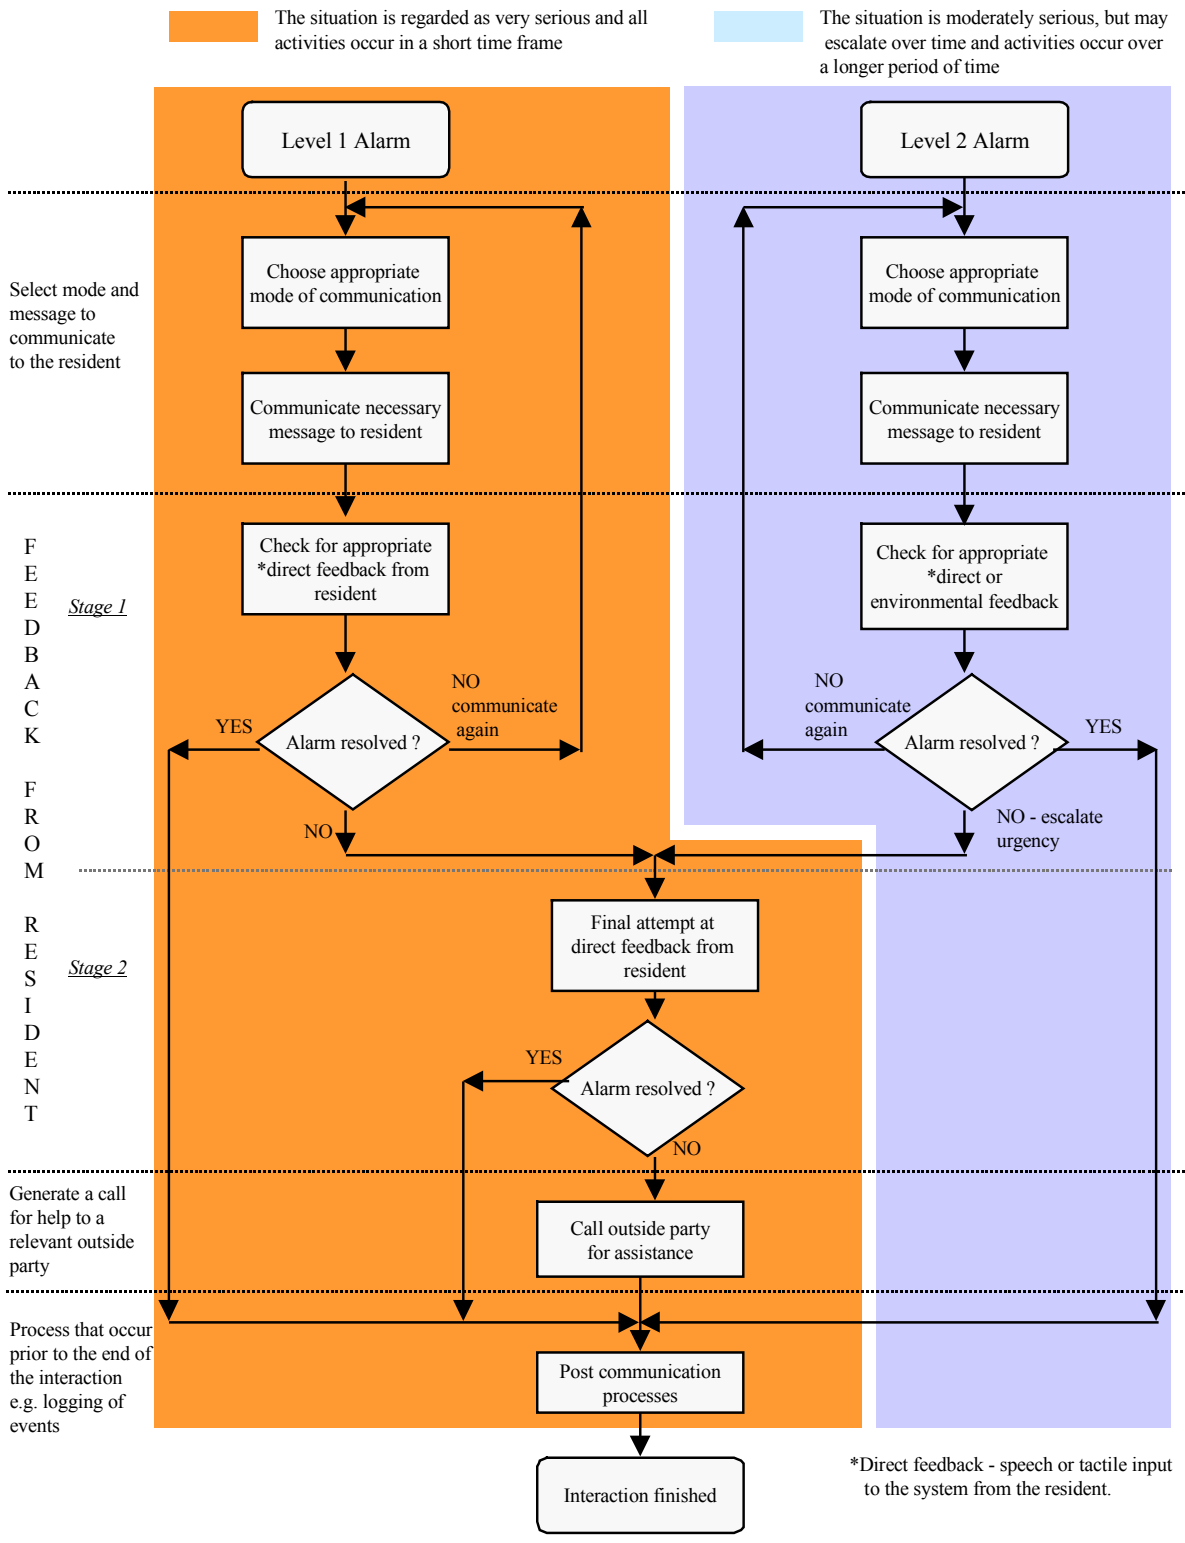 The situation is regarded as very serious and all
activities occur in a short time frame
The situation is moderately serious, but may
escalate over time and activities occur over
a longer period of time
Level 1 Alarm
Level 2 Alarm
Select mode and
message to
communicate
to the resident
Choose appropriate
mode of communication
Choose appropriate
mode of communication
Communicate necessary
message to resident
Communicate necessary
message to resident
FEEDBACK FROM RESIDENT
Stage 1
Check for appropriate
*direct feedback from
resident
Check for appropriate
*direct or
environmental feedback
YES
Alarm resolved ?
NO
communicate
again
NO
NO
communicate
again
Alarm resolved ?
YES
NO - escalate
urgency
Stage 2
Final attempt at
direct feedback from
resident
YES
Alarm resolved ?
NO
Generate a call
for help to a
relevant outside
party
Call outside party
for assistance
Process that occur
prior to the end of
the interaction
e.g. logging of
events
Post communication
processes
Interaction finished
*Direct feedback - speech or tactile input
to the system from the resident.